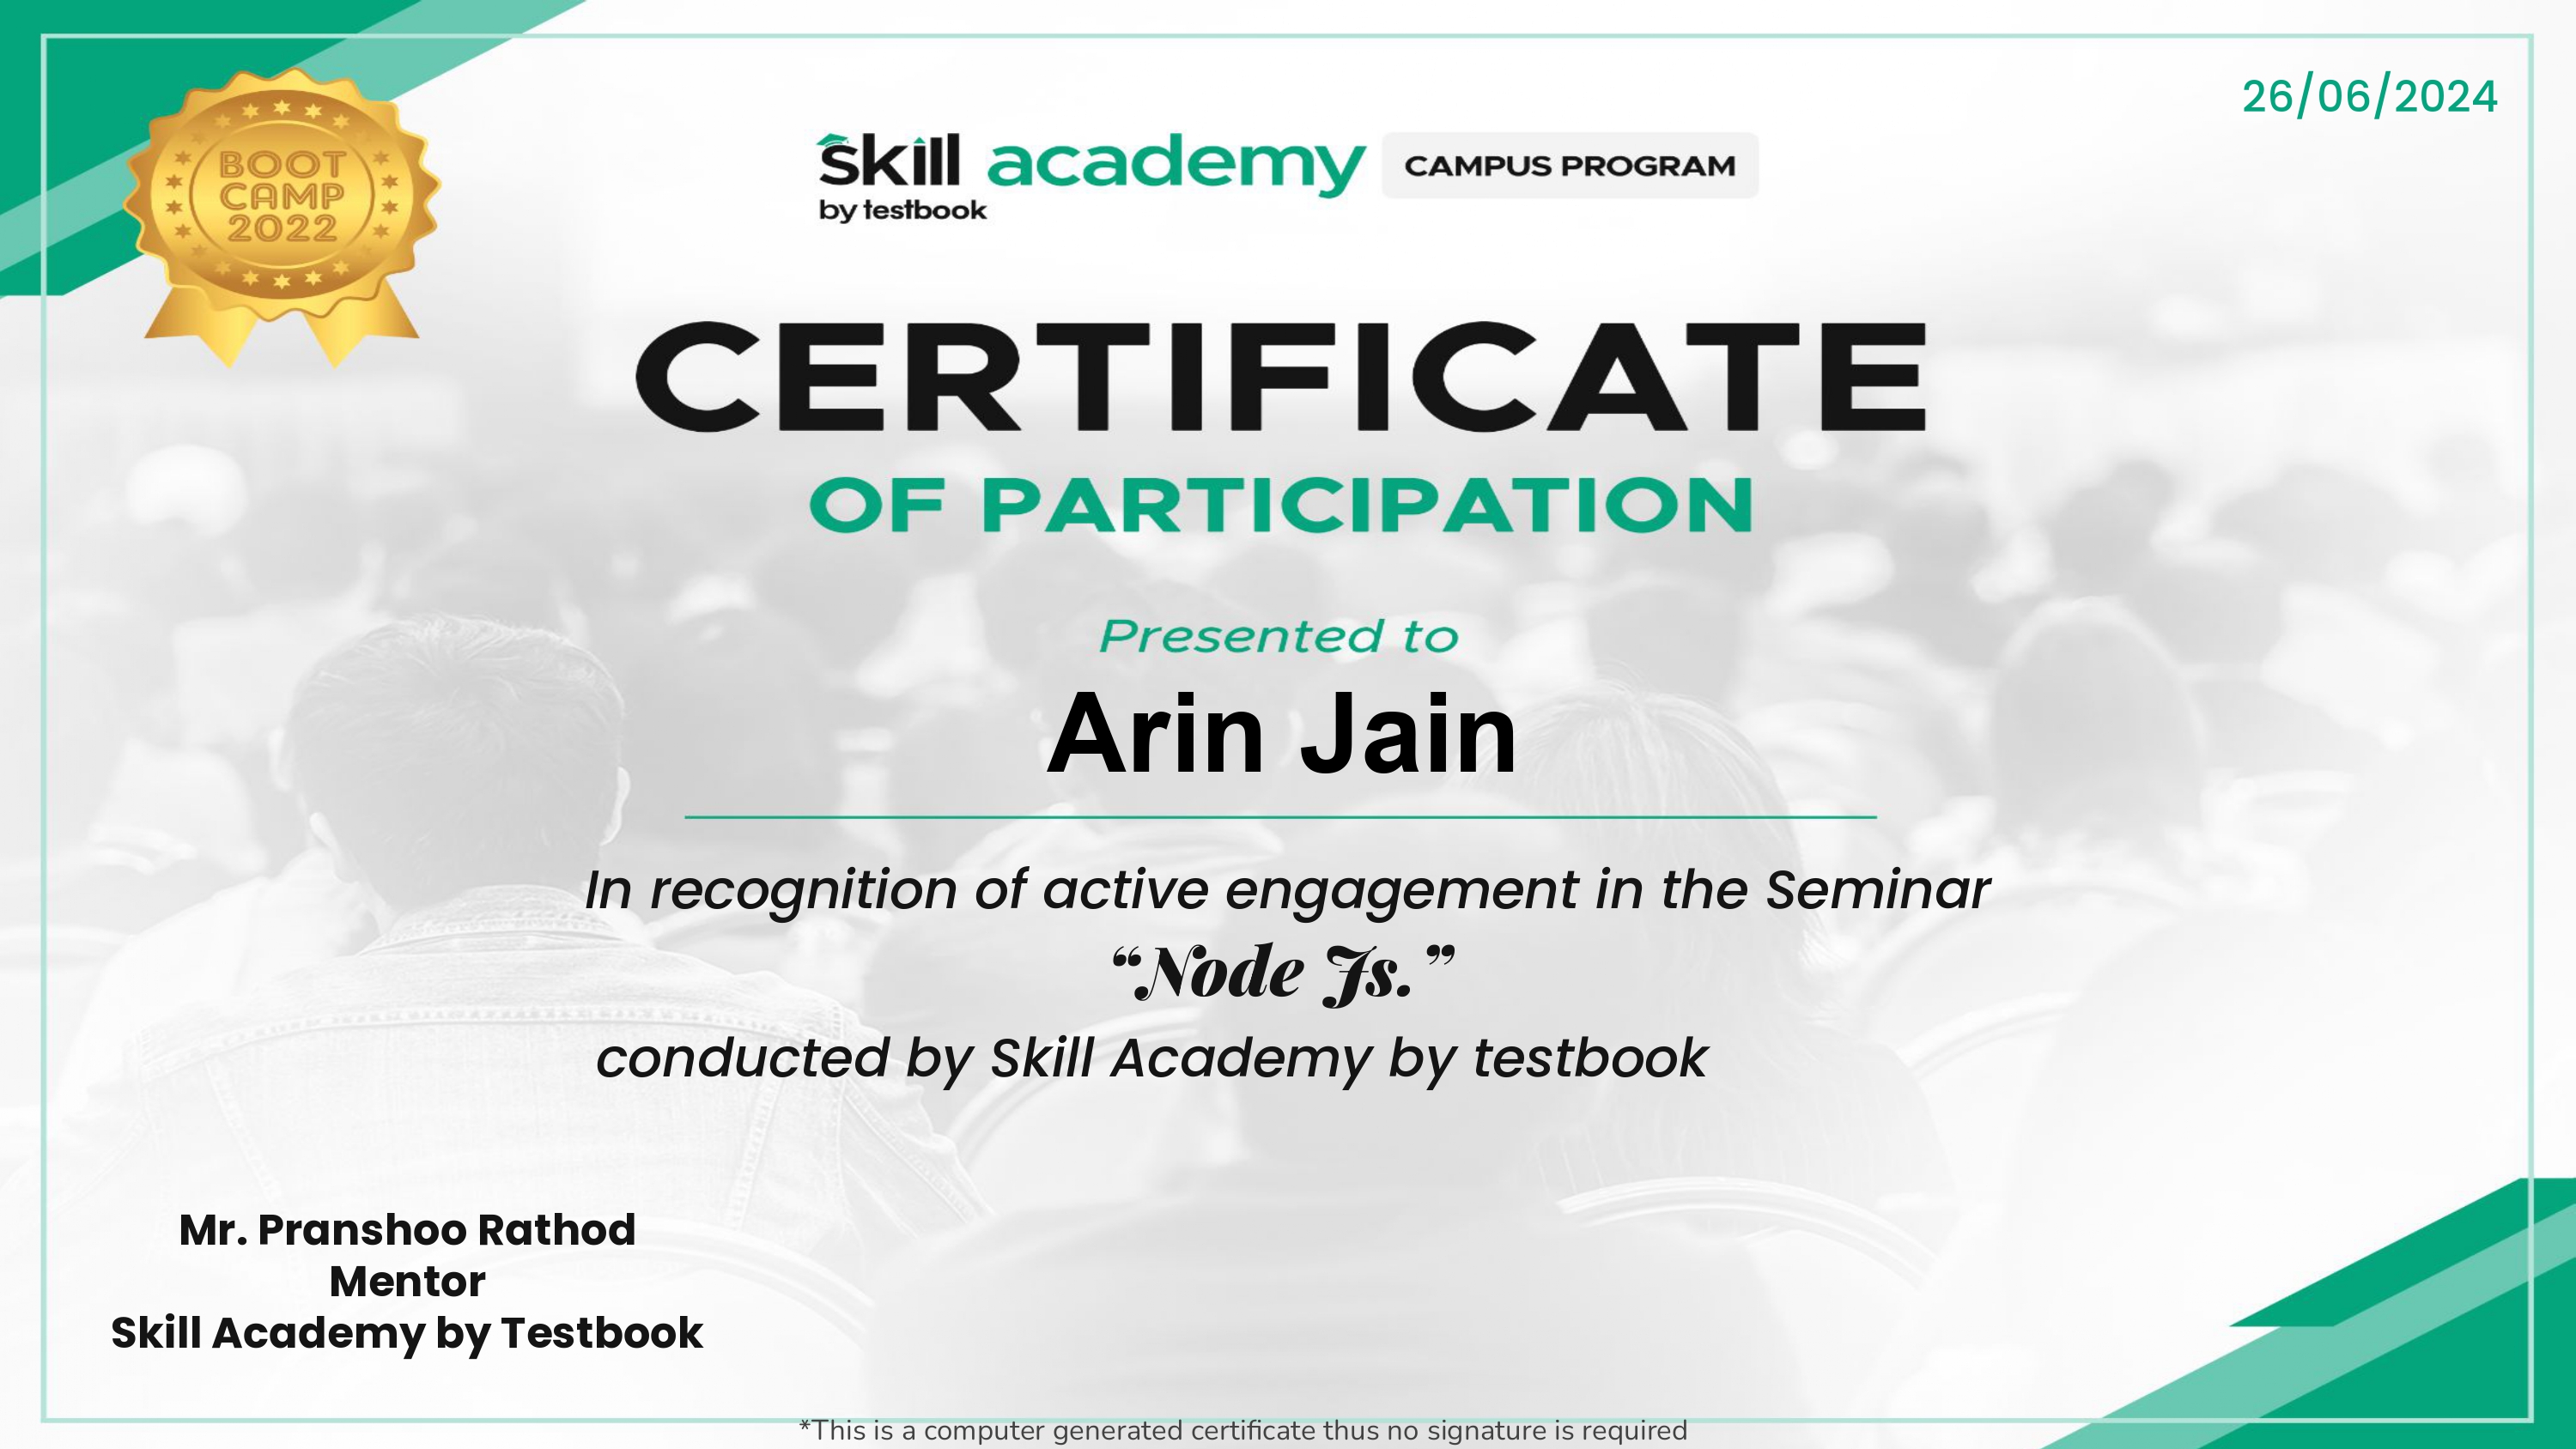 26/06/2024
BOOT
CAMP
2022
skill academy CAMPUS PROGRAM
by testbook
CERTIFICATE
OF PARTICIPATION
Presented to
Arin Jain
In recognition of active engagement in the Seminar
“Node Js.”
conducted by Skill Academy by testbook
Mr. Pranshoo Rathod
Mentor
Skill Academy by Testbook
*This is a computer generated certificate thus no signature is required